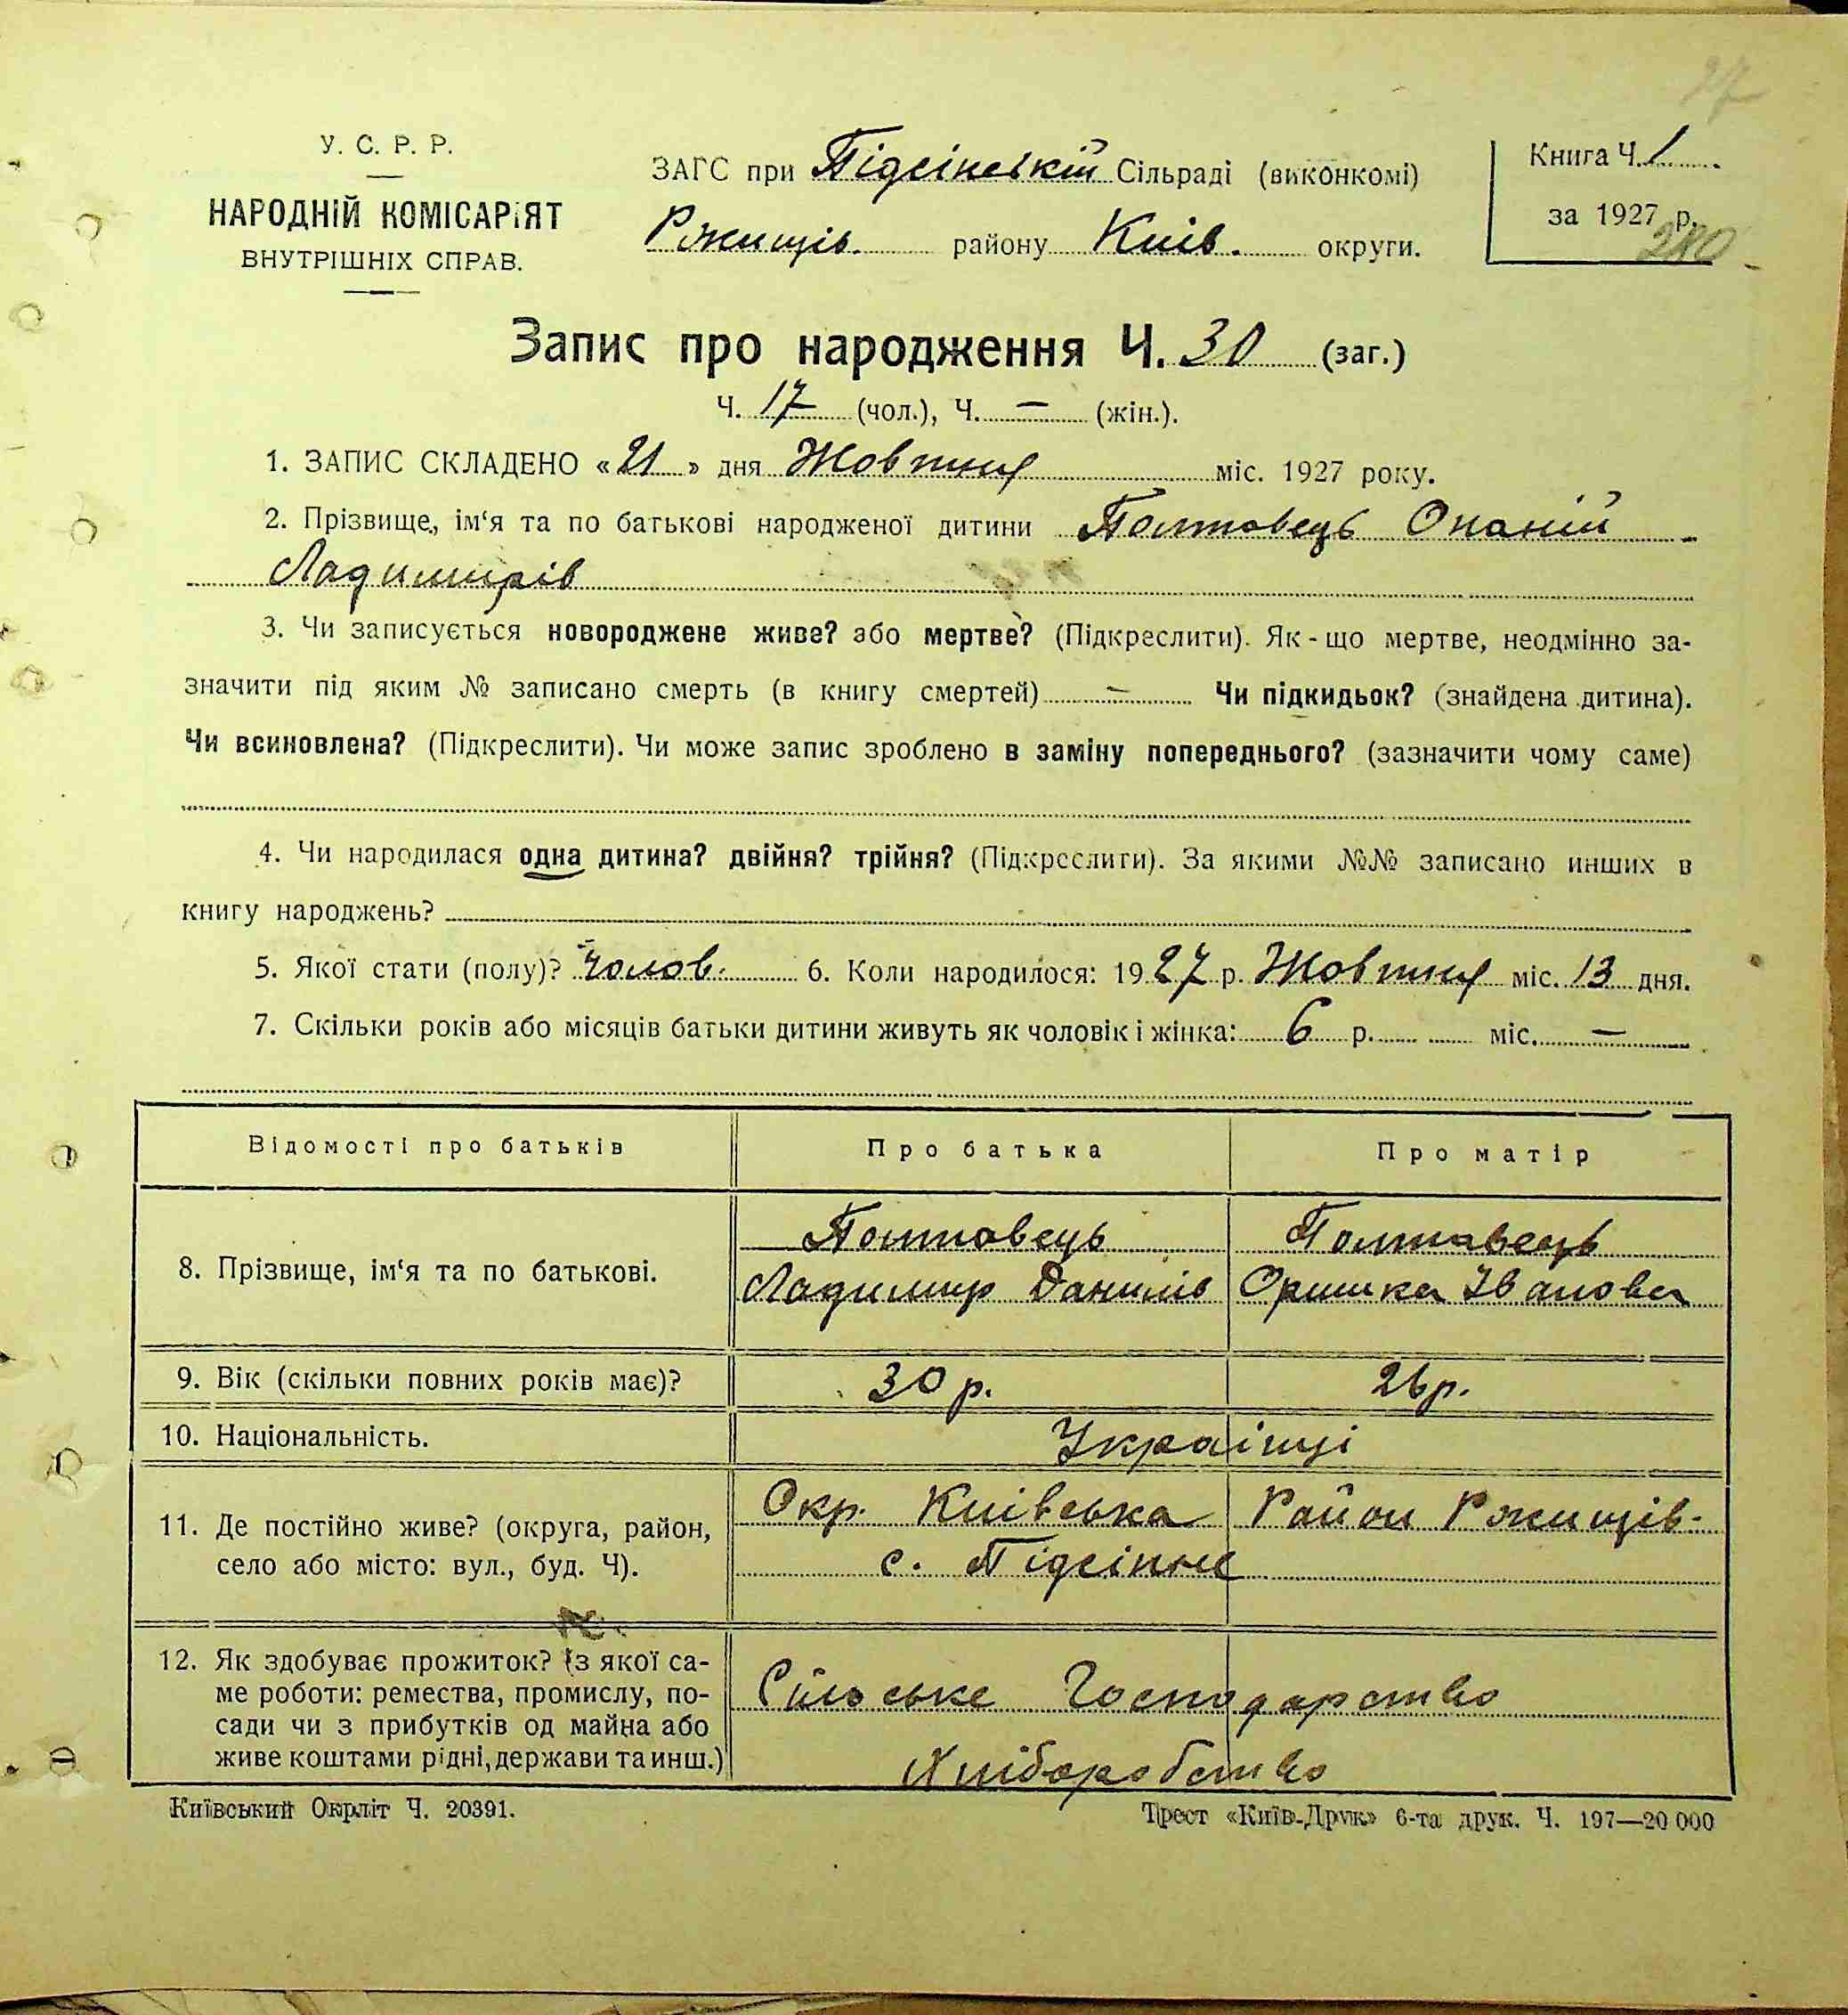 27
У. С. Р. Р.
НАРОДНІЙ КОМІСАРІЯТ
ВНУТРІШНІХ СПРАВ.
ЗАГС при Підсінській Сільраді (виконкомі)
Ржищів. району Київ. округи.
Книга Ч. 1
за 1927 р.
280
Запис про народження Ч. 30 (заг.)
Ч. 17 (чол.), Ч. — (жін.).
1. ЗАПИС СКЛАДЕНО «21» дня Жовтня міс. 1927 року.
2. Прізвище, ім‘я та по батькові народженої дитини Полтавець Опаній
Ладимирів
3. Чи записується новороджене живе? або мертве? (Підкреслити). Як-що мертве, неодмінно за-
значити під яким № записано смерть (в книгу смертей) — Чи підкидьок? (знайдена дитина).
Чи всиновлена? (Підкреслити). Чи може запис зроблено в заміну попереднього? (зазначити чому саме)
4. Чи народилася одна дитина? двійня? трійня? (Підкреслити). За якими №№ записано инших в
книгу народжень?
5. Якої стати (полу)? Чолов. 6. Коли народилося: 1927 р. Жовтня міс. 13 дня.
7. Скільки років або місяців батьки дитини живуть як чоловік і жінка: 6 р. міс. —
Відомості про батьків Про батька Про матір
8. Прізвище, ім‘я та по батькові.
Полтавець Полтавець
Ладимир Данилів Оришка Іванова
9. Вік (скільки повних років має)? 30 р. 26 р.
10. Національність. Українці
11. Де постійно живе? (округа, район,
село або місто: вул., буд. Ч).
Окр. Київська Район Ржищів-
с. Підсінне
12. Як здобуває прожиток? (з якої са-
ме роботи: ремества, промислу, по-
сади чи з прибутків од майна або
живе коштами рідні, держави та инш.)
Сільське Господарство
Хліборобство
Київський Окрліт Ч. 20391.
Трест «Київ-Друк» 6-та друк. Ч. 197—20 000